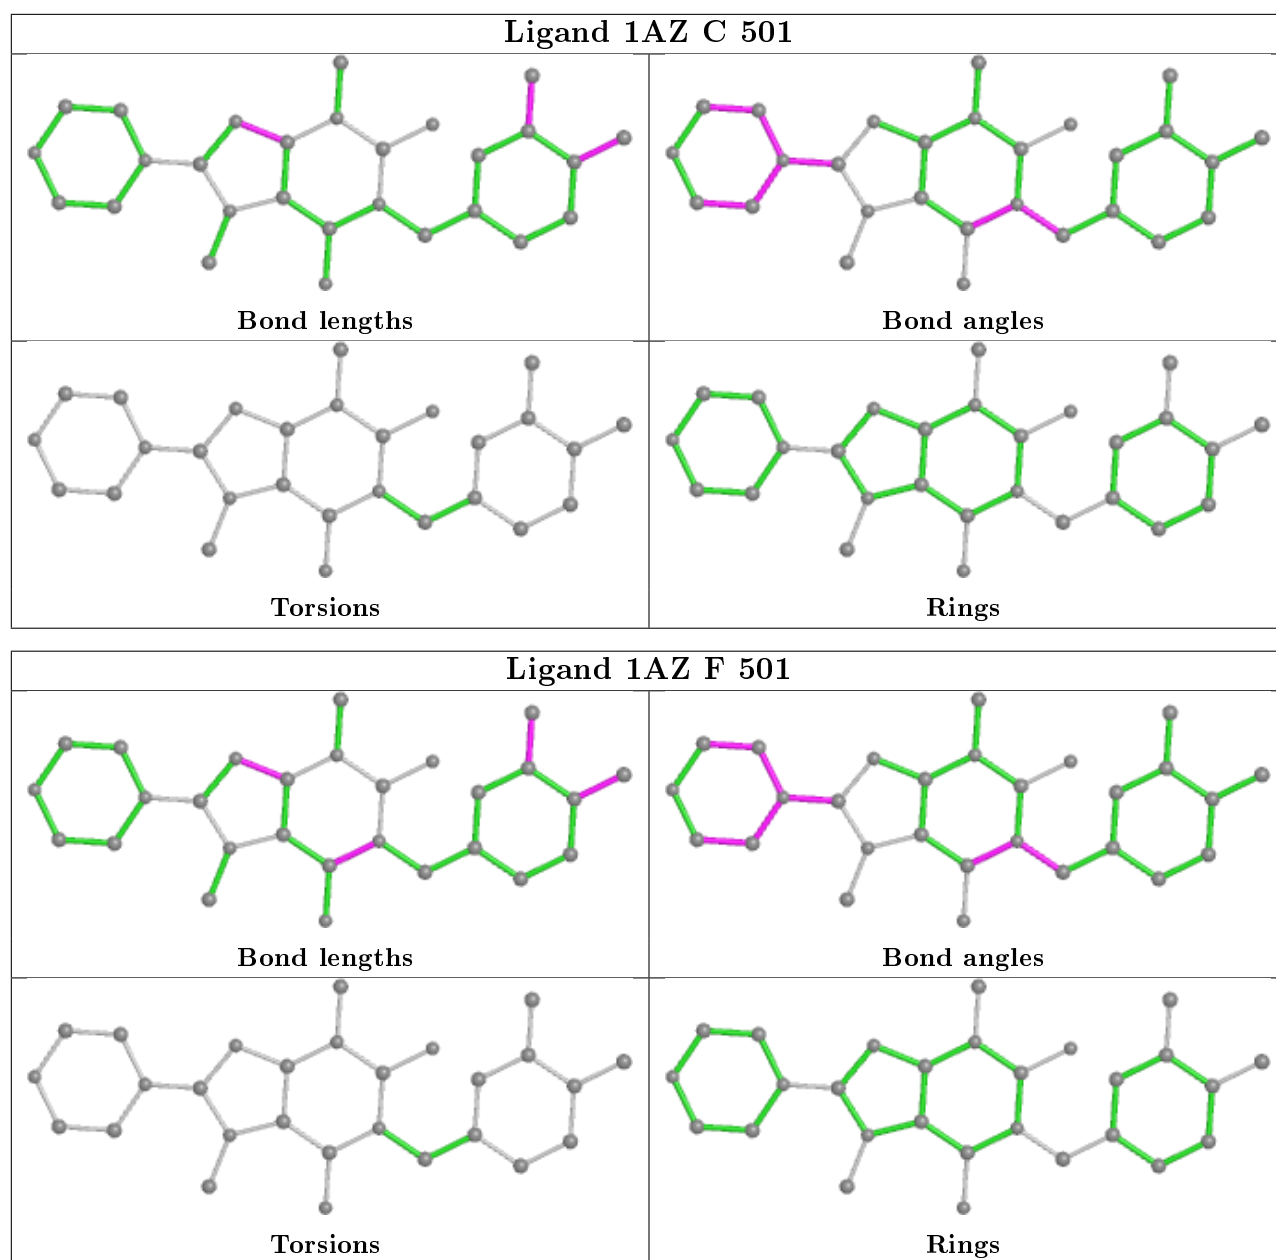 Ligand 1AZ C 501
Bond lengths
Bond angles
Torsions
Rings
Ligand 1AZ F 501
Bond lengths
Bond angles
Torsions
Rings